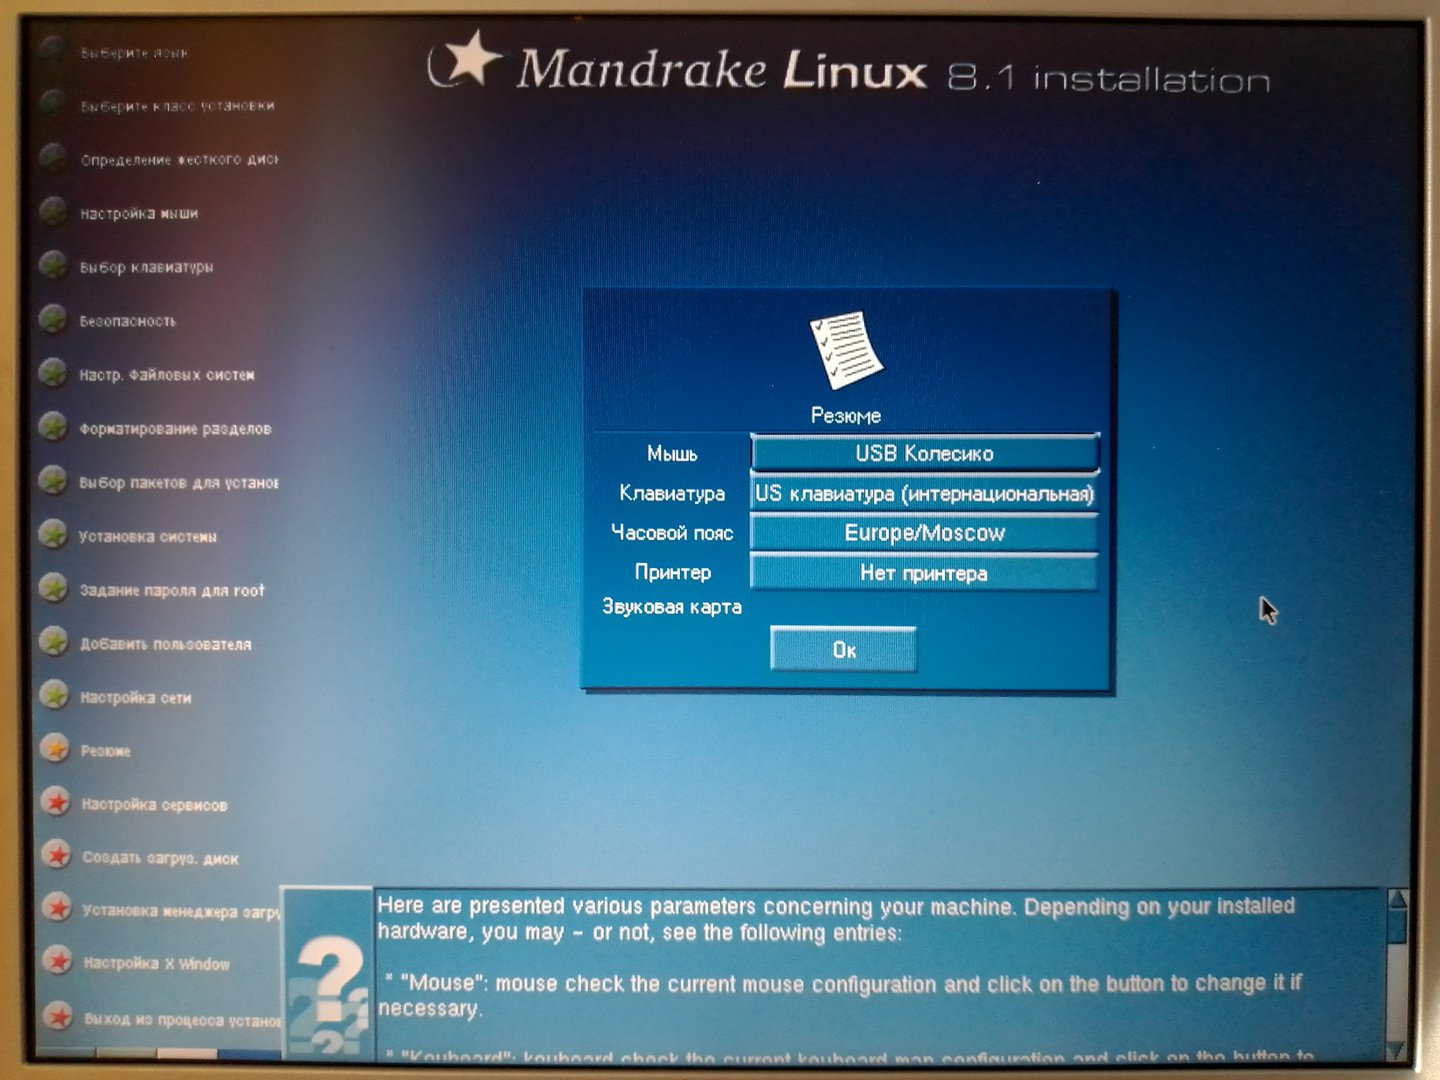 Mandrake Linux 8.1 installation
Выберите язык
Выберите класс установки
Определение жесткого диск
Настройка мыши
Выбор клавиатуры
Безопасность
Настр. Файловых систем
Форматирование разделов
Выбор пакетов для установ
Установка системы
Задание пароля для root
Добавить пользователя
Настройка сети
Резюме
Настройка сервисов
Создать загруз. диск
Установка менеджера загру
Настройка X Window
Выход из процесса установ
Резюме
Мышь USB Колесико
Клавиатура US клавиатура (интернациональная)
Часовой пояс Europe/Moscow
Принтер Нет принтера
Звуковая карта
Ок
Here are presented various parameters concerning your machine. Depending on your installed
hardware, you may - or not, see the following entries:
* "Mouse": mouse check the current mouse configuration and click on the button to change it if
necessary.
* "Keyboard": keyboard check the current keyboard map configuration and click on the button to